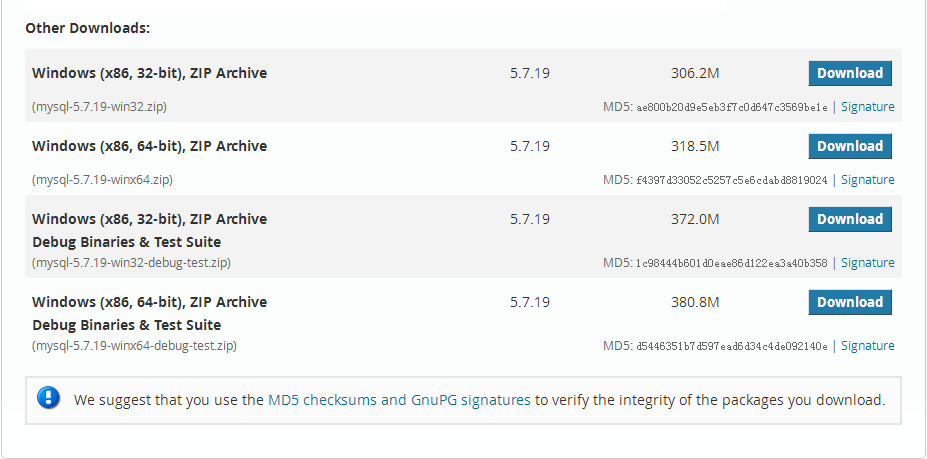 Other Downloads:
Windows (x86, 32-bit), ZIP Archive 5.7.19 306.2M Download
(mysql-5.7.19-win32.zip) MD5: ae800b20d9e5eb3f7c0d647c3569be1e | Signature
Windows (x86, 64-bit), ZIP Archive 5.7.19 318.5M Download
(mysql-5.7.19-winx64.zip) MD5: f4397d33052c5257c5e6cdabd8819024 | Signature
Windows (x86, 32-bit), ZIP Archive 5.7.19 372.0M Download
Debug Binaries & Test Suite
(mysql-5.7.19-win32-debug-test.zip) MD5: 1c98444b601d0eae86d122ea3a40b358 | Signature
Windows (x86, 64-bit), ZIP Archive 5.7.19 380.8M Download
Debug Binaries & Test Suite
(mysql-5.7.19-winx64-debug-test.zip) MD5: d5446351b7d597ead6d34c4de092140e | Signature
We suggest that you use the MD5 checksums and GnuPG signatures to verify the integrity of the packages you download.